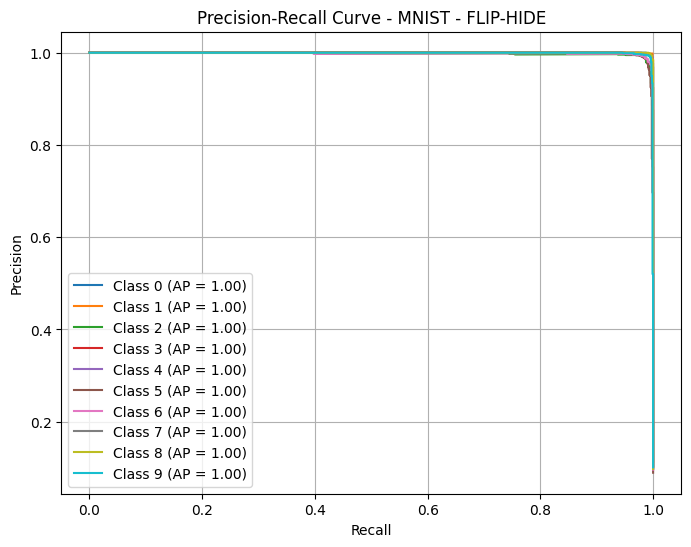 Precision-Recall Curve - MNIST - FLIP-HIDE
1.0
0.8
0.6
0.4
0.2
Precision
Class 0 (AP = 1.00)
Class 1 (AP = 1.00)
Class 2 (AP = 1.00)
Class 3 (AP = 1.00)
Class 4 (AP = 1.00)
Class 5 (AP = 1.00)
Class 6 (AP = 1.00)
Class 7 (AP = 1.00)
Class 8 (AP = 1.00)
Class 9 (AP = 1.00)
0.0 0.2 0.4 0.6 0.8 1.0
Recall